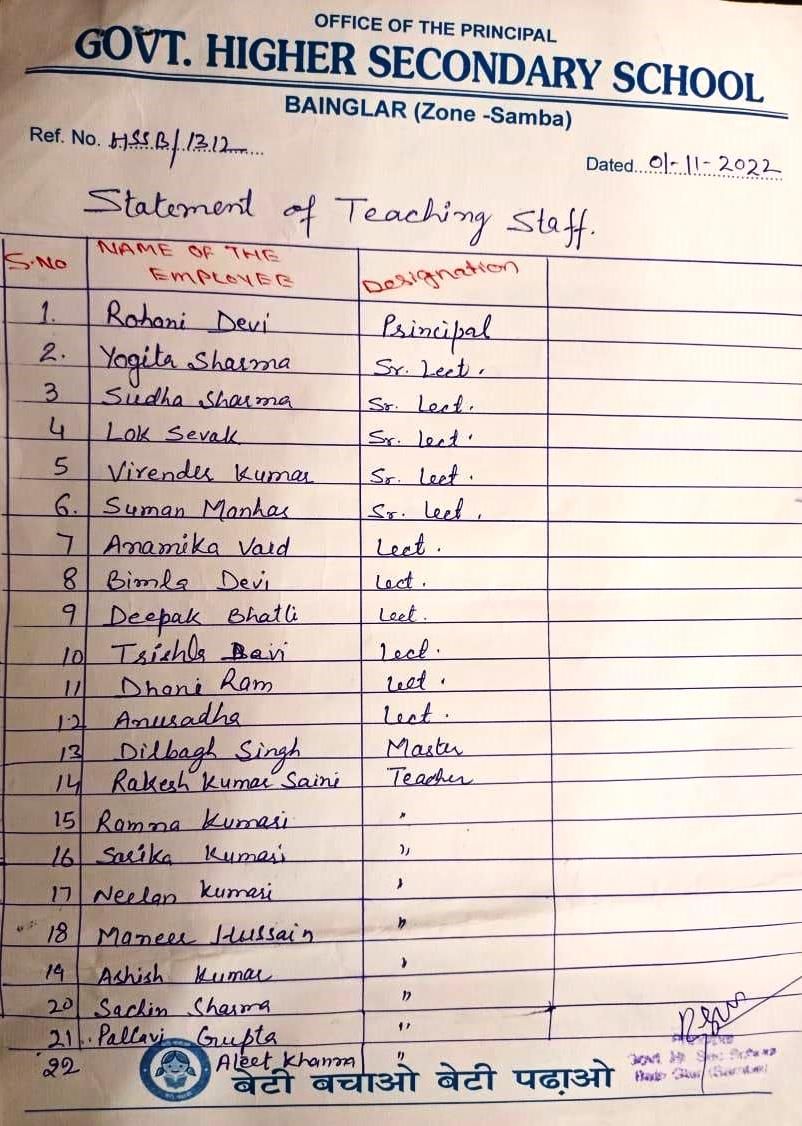 OFFICE OF THE PRINCIPAL
GOVT. HIGHER SECONDARY SCHOOL
BAINGLAR (Zone -Samba)
Ref. No. HSSB/1312
Dated 01-11-2022
Statement of Teaching Staff.
S.No NAME OF THE EMPLOYEE Designation
1. Rohani Devi Principal
2. Yogita Sharma Sr. Lect.
3 Sudha Sharma Sr. Lect.
4 Lok Sevak Sr. lect.
5 Virender Kumar Sr. lect.
6. Suman Manhas Sr. lect.
7 Anamika Vaid Lect.
8 Bimla Devi Lect.
9 Deepak Bhatti Lect.
10 Trishla Devi Lect.
11 Dhani Ram Lect.
12 Anuradha Lect.
13 Dilbagh Singh Master
14 Rakesh Kumar Saini Teacher
15 Ramna Kumari "
16 Sarika Kumari "
17 Neelan Kumari "
18 Maneer Hussain "
19 Ashish Kumar "
20 Sachin Sharma "
21. Pallavi Gupta "
22 Aleet Khanna "
बेटी बचाओ बेटी पढाओ